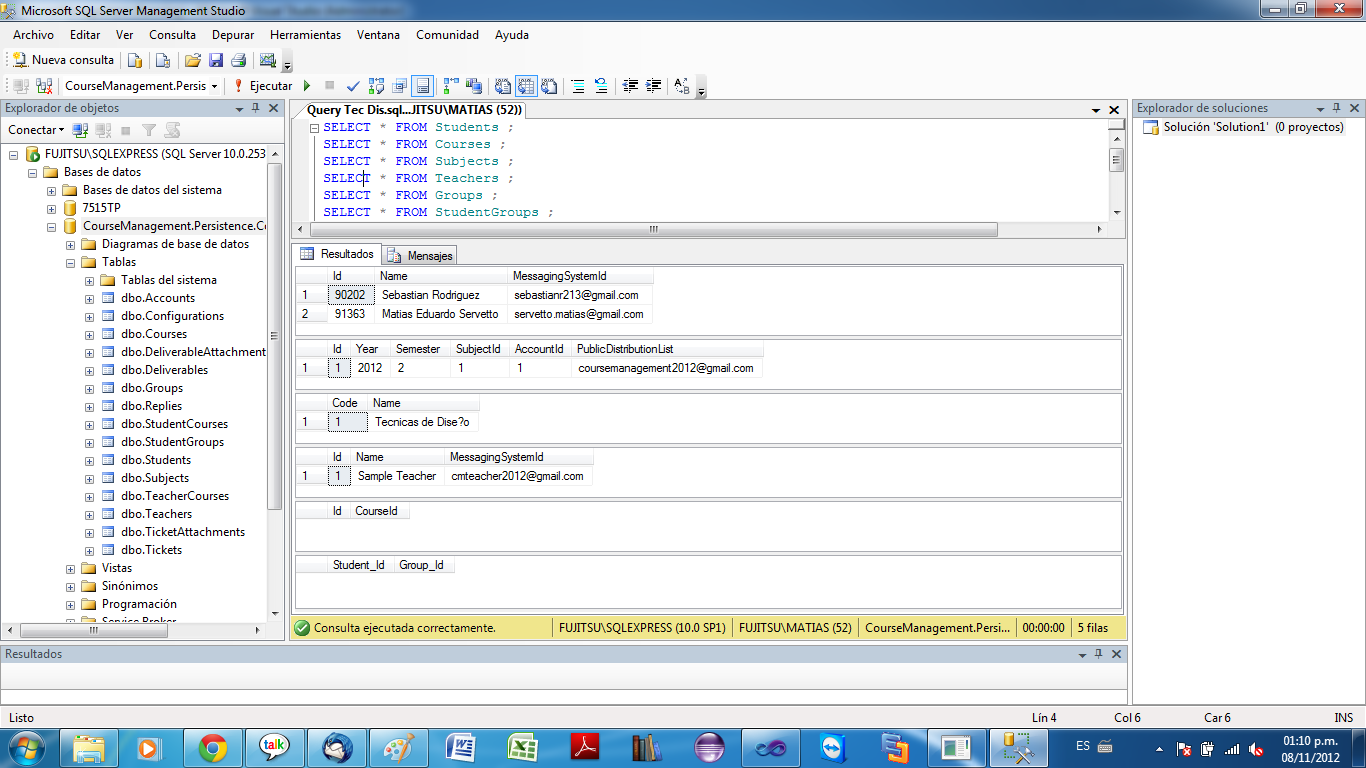 Microsoft SQL Server Management Studio
Archivo Editar Ver Consulta Depurar Herramientas Ventana Comunidad Ayuda
Nueva consulta
CourseManagement.Persis Ejecutar
Explorador de objetos
Conectar
FUJITSU\SQLEXPRESS (SQL Server 10.0.253
Bases de datos
Bases de datos del sistema
7515TP
CourseManagement.Persistence.Co
Diagramas de base de datos
Tablas
Tablas del sistema
dbo.Accounts
dbo.Configurations
dbo.Courses
dbo.DeliverableAttachment
dbo.Deliverables
dbo.Groups
dbo.Replies
dbo.StudentCourses
dbo.StudentGroups
dbo.Students
dbo.Subjects
dbo.TeacherCourses
dbo.Teachers
dbo.TicketAttachments
dbo.Tickets
Vistas
Sinónimos
Programación
Service Broker
Query Tec Dis.sql...JITSU\MATIAS (52))
SELECT * FROM Students ;
SELECT * FROM Courses ;
SELECT * FROM Subjects ;
SELECT * FROM Teachers ;
SELECT * FROM Groups ;
SELECT * FROM StudentGroups ;
Resultados Mensajes
Id Name MessagingSystemId
1 90202 Sebastian Rodriguez sebastianr213@gmail.com
2 91363 Matias Eduardo Servetto servetto.matias@gmail.com
Id Year Semester SubjectId AccountId PublicDistributionList
1 1 2012 2 1 1 coursemanagement2012@gmail.com
Code Name
1 1 Tecnicas de Dise?o
Id Name MessagingSystemId
1 1 Sample Teacher cmteacher2012@gmail.com
Id CourseId
Student_Id Group_Id
Consulta ejecutada correctamente. FUJITSU\SQLEXPRESS (10.0 SP1) FUJITSU\MATIAS (52) CourseManagement.Persi... 00:00:00 5 filas
Explorador de soluciones
Solución 'Solution1' (0 proyectos)
Resultados
Listo Lín 4 Col 6 Car 6 INS
talk
ES
01:10 p.m.
08/11/2012